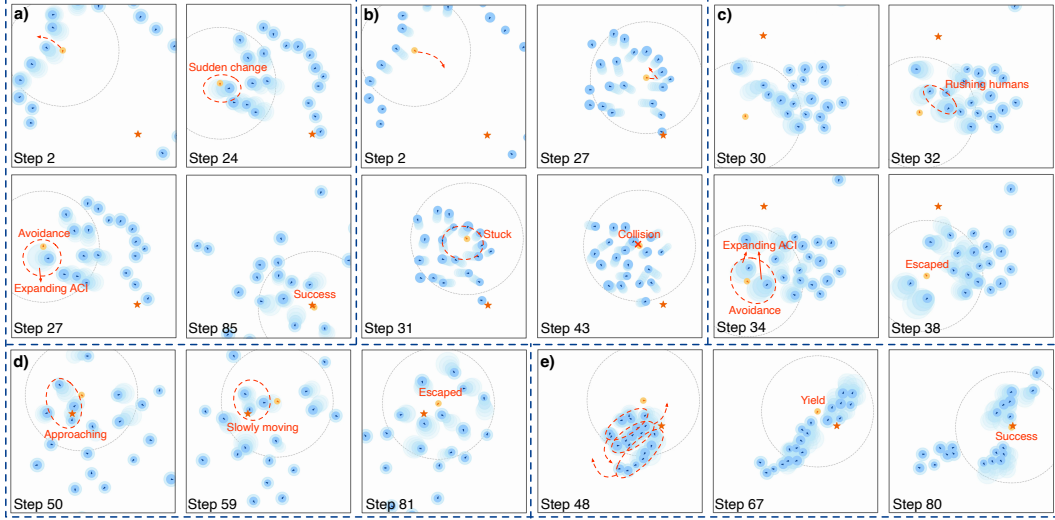 a)
Step 2
Sudden change
Step 24
b)
Step 2
Step 27
c)
Step 30
Rushing humans
Step 32
Avoidance
Expanding ACI
Step 27
Success
Step 85
Stuck
Step 31
Collision
Step 43
Expanding ACI
Avoidance
Step 34
Escaped
Step 38
d)
Approaching
Step 50
Slowly moving
Step 59
Escaped
Step 81
e)
Step 48
Yield
Step 67
Success
Step 80